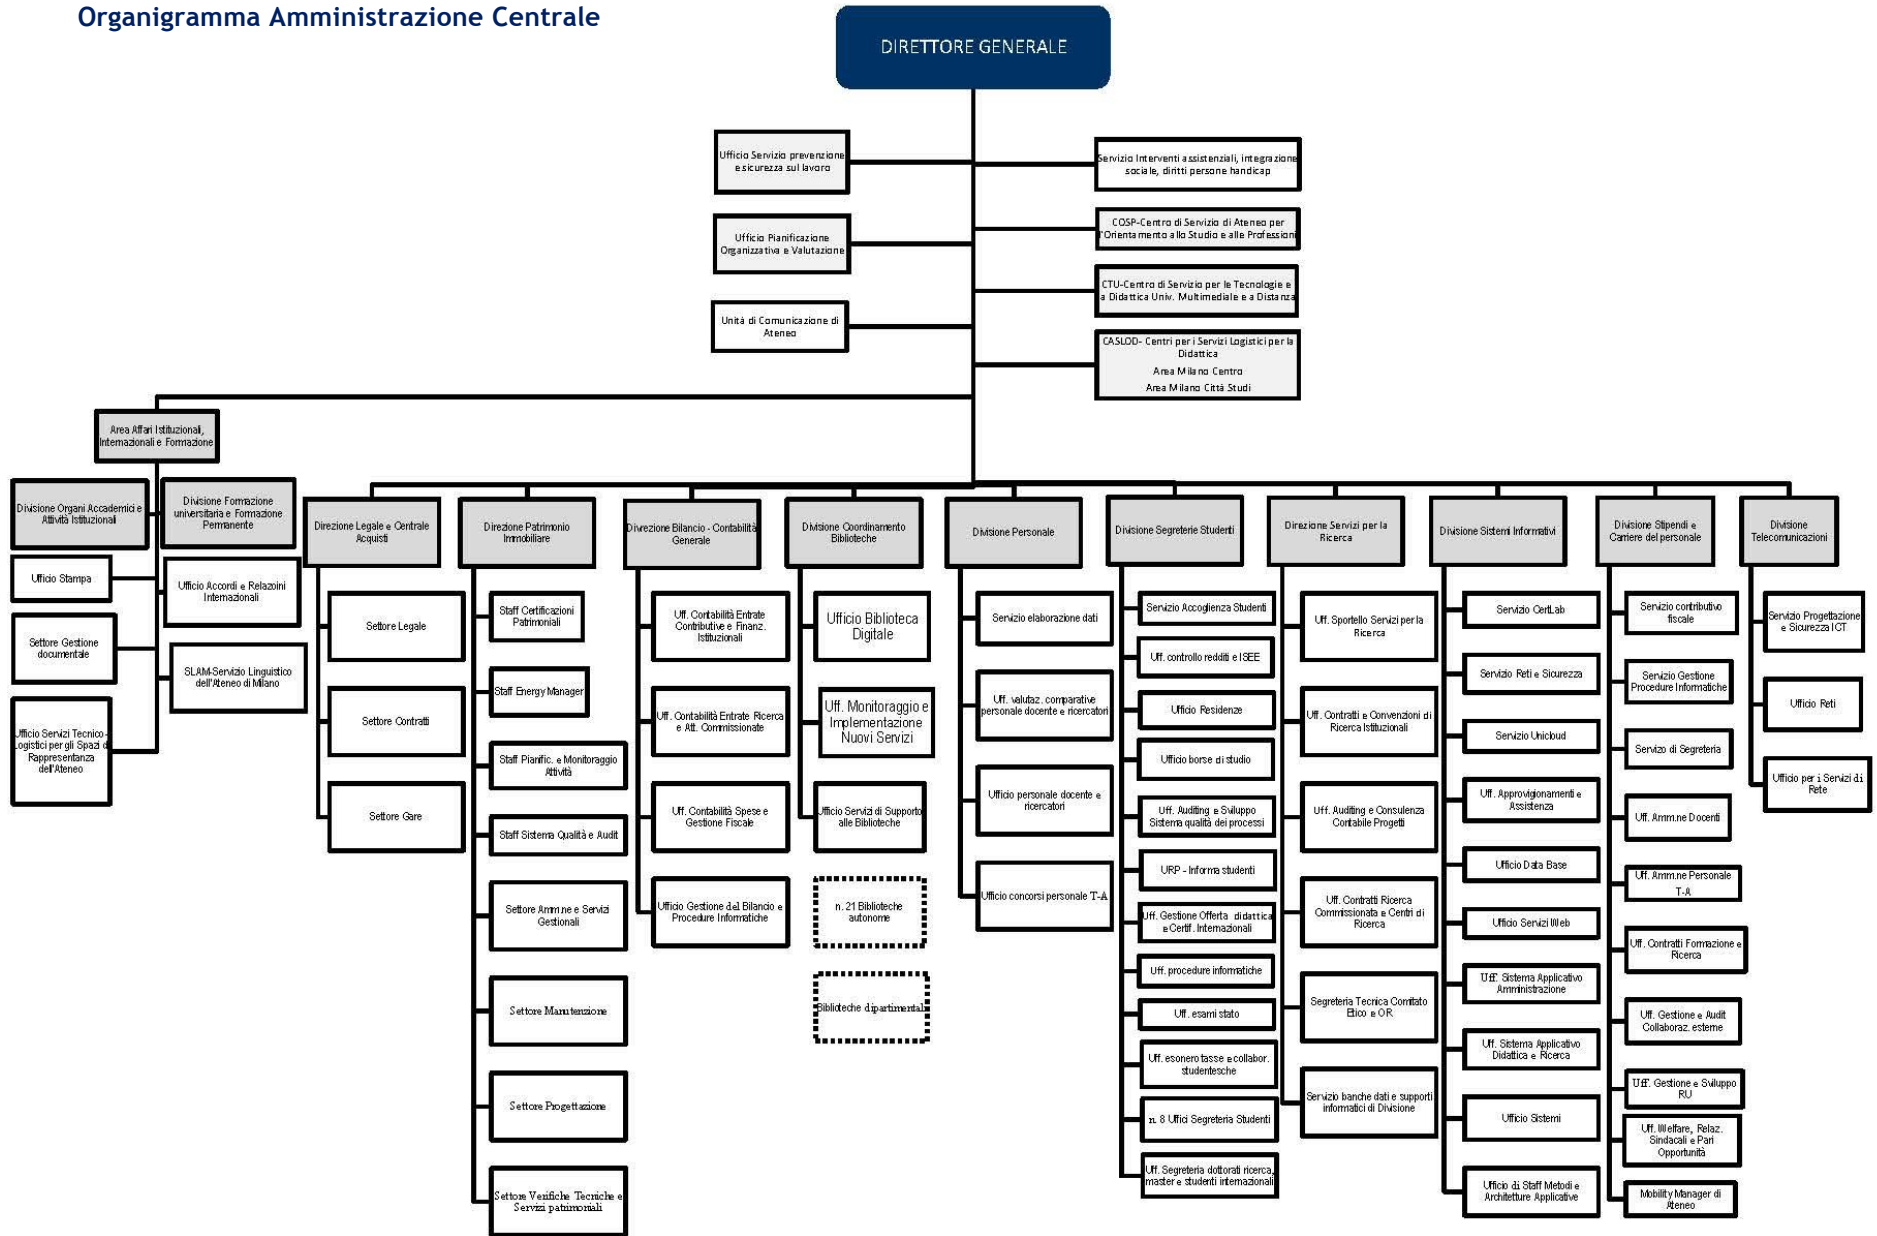 Organigramma Amministrazione Centrale
DIRETTORE GENERALE
Ufficio Servizio prevenzione
e sicurezza sul lavoro
Servizio Interventi assistenziali, integrazione
sociale, diritti persone handicap
Ufficio Pianificazione
Organizzativa e Valutazione
COSP-Centro di Servizio di Ateneo per
l'Orientamento allo Studio e alle Professioni
CTU-Centro di Servizio per le Tecnologie e
a Didattica Univ. Multimediale e a Distanza
Unità di Comunicazione di
Ateneo
CASLOD- Centri per i Servizi Logistici per la
Didattica
Area Milano Centro
Area Milano Città Studi
Area Affari Istituzionali,
Internazionali e Formazione
Divisione Organi Accademici e
Attività Istituzionali
Ufficio Stampa
Settore Gestione
documentale
Ufficio Servizi Tecnico -
Logistici per gli Spazi di
Rappresentanza
dell'Ateneo
Divisione Formazione
universitaria e Formazione
Permanente
Ufficio Accordi e Relazoini
Internazionali
SLAM-Servizio Linguistico
dell'Ateneo di Milano
Direzione Legale e Centrale
Acquisti
Settore Legale
Settore Contratti
Settore Gare
Direzione Patrimonio
Immobiliare
Staff Certificazioni
Patrimoniali
Staff Energy Manager
Staff Pianific. e Monitoraggio
Attività
Staff Sistema Qualità e Audit
Settore Amm.ne e Servizi
Gestionali
Settore Manutenzione
Settore Progettazione
Settore Verifiche Tecniche e
Servizi patrimoniali
Divrezione Bilancio - Contabilità
Generale
Uff. Contabilità Entrate
Contributive e Finanz.
Istituzionali
Uff. Contabilità Entrate Ricerca
e Att. Commissionate
Uff. Contabilità Spese e
Gestione Fiscale
Ufficio Gestione del Bilancio e
Procedure Informatiche
Divisione Coordinamento
Biblioteche
Ufficio Biblioteca
Digitale
Uff. Monitoraggio e
Implementazione
Nuovi Servizi
Ufficio Servizi di Supporto
alle Biblioteche
n. 21 Biblioteche
autonome
Biblioteche dipartimentali
Divisione Personale
Servizio elaborazione dati
Uff. valutaz. comparative
personale docente e ricercatori
Ufficio personale docente e
ricercatori
Ufficio concorsi personale T-A
Divisione Segreterie Studenti
Servizio Accoglienza Studenti
Uff. controllo redditi e ISEE
Ufficio Residenze
Ufficio borse di studio
Uff. Auditing e Sviluppo
Sistema qualità dei processi
URP - Informa studenti
Uff. Gestione Offerta didattica
e Certif. Internazionali
Uff. procedure informatiche
Uff. esami stato
Uff. esonero tasse e collabor.
studentesche
n. 8 Uffici Segreteria Studenti
Uff. Segreteria dottorati ricerca,
master e studenti internazionali
Direzione Servizi per la
Ricerca
Uff. Sportello Servizi per la
Ricerca
Uff. Contratti e Convenzioni di
Ricerca Istituzionali
Uff. Auditing e Consulenza
Contabile Progetti
Uff. Contratti Ricerca
Commissionata e Centri di
Ricerca
Segreteria Tecnica Comitato
Etico e OR
Servizio banche dati e supporti
informatici di Divisione
Divisione Sistemi Informativi
Servizio CertLab
Servizio Reti e Sicurezza
Servizio Unicloud
Uff. Approvigionamenti e
Assistenza
Ufficio Data Base
Ufficio Servizi Web
Uff. Sistema Applicativo
Amministrazione
Uff. Sistema Applicativo
Didattica e Ricerca
Ufficio Sistemi
Ufficio di Staff Metodi e
Architetture Applicative
Divisione Stipendi e
Carriere del personale
Servizio contributivo
fiscale
Servizio Gestione
Procedure Informatiche
Servizo di Segreteria
Uff. Amm.ne Docenti
Uff. Amm.ne Personale
T-A
Uff. Contratti Formazione e
Ricerca
Uff. Gestione e Audit
Collaboraz. esterne
Uff. Gestione e Sviluppo
RU
Uff. Welfare, Relaz.
Sindacali e Pari
Opportunità
Mobility Manager di
Ateneo
Divisione
Telecomunicazioni
Servizio Progettazione
e Sicurezza ICT
Ufficio Reti
Ufficio per i Servizi di
Rete